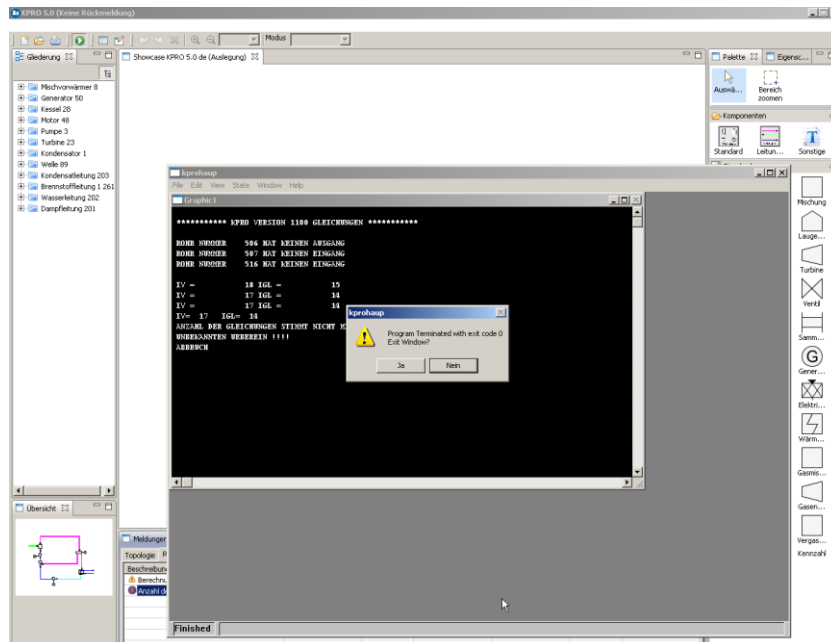 KPRO 5.0 (Keine Rückmeldung)
Modus
Gliederung
Showcase KPRO 5.0 de (Auslegung)
Palette
Eigensc...
Mischvorwärmer 8
Generator 50
Kessel 28
Motor 48
Pumpe 3
Turbine 23
Kondensator 1
Welle 89
Kondensatleitung 203
Brennstoffleitung 1 261
Wasserleitung 202
Dampfleitung 201
Auswä...
Bereich zoomen
Komponenten
Standard
Leitun...
Sonstige
Mischung
Lauge...
Turbine
Ventil
Samm...
G
Gener...
Elektri...
Wärm...
Gasmis...
Gasen...
Vergas...
Kennzahl
kprohaup
File Edit View State Window Help
Graphic1
*********** KPRO VERSION 1100 GLEICHUNGEN ***********
ROHR NUMMER 506 HAT KEINEN AUSGANG
ROHR NUMMER 507 HAT KEINEN EINGANG
ROHR NUMMER 516 HAT KEINEN EINGANG
IV = 18 IGL = 15
IV = 17 IGL = 14
IV = 17 IGL = 14
IV= 17 IGL= 14
ANZAHL DER GLEICHUNGEN STIMMT NICHT
UNBEKANNTEN UEBEREIN !!!!
ABBRUCH
kprohaup
Program Terminated with exit code 0
Exit Window?
Ja
Nein
Übersicht
Meldungen
Topologie
Beschreibun
Berechnu
Anzahl de
Finished